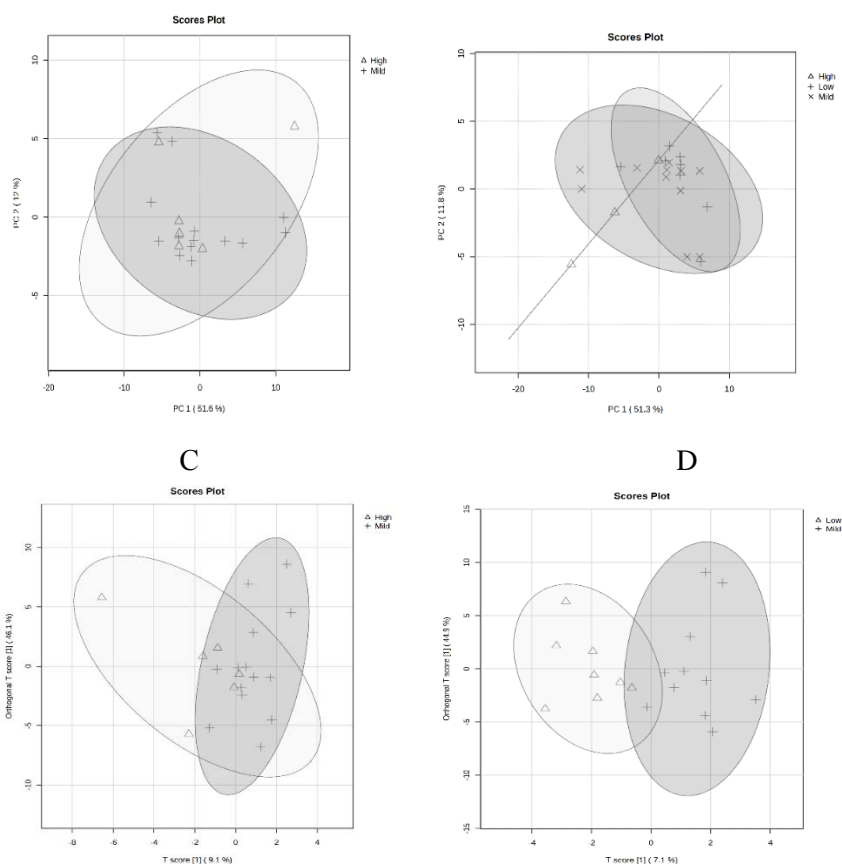 Scores Plot
△ High
+ Mild
10
5
0
-5
PC 2 ( 12 %)
-20 -10 0 10
PC 1 ( 51.6 %)
Scores Plot
△ High
+ Low
× Mild
10
5
0
-5
-10
PC 2 ( 11.8 %)
-20 -10 0 10
PC 1 ( 51.3 %)
C
Scores Plot
△ High
+ Mild
10
5
0
-5
-10
Orthogonal T score [1] ( 46.1 %)
-8 -6 -4 -2 0 2 4
T score [1] ( 9.1 %)
D
Scores Plot
△ Low
+ Mild
15
10
5
0
-5
-10
-15
Orthogonal T score [1] ( 44.9 %)
4 2 0 2 4
T score [1] ( 7.1 %)